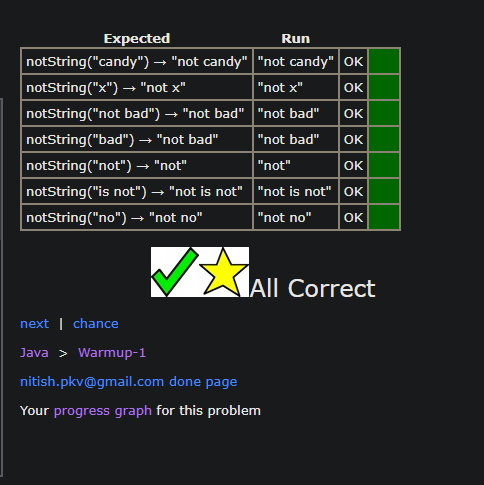 Expected Run
notString("candy") → "not candy" "not candy" OK
notString("x") → "not x" "not x" OK
notString("not bad") → "not bad" "not bad" OK
notString("bad") → "not bad" "not bad" OK
notString("not") → "not" "not" OK
notString("is not") → "not is not" "not is not" OK
notString("no") → "not no" "not no" OK
All Correct
next | chance
Java > Warmup-1
nitish.pkv@gmail.com done page
Your progress graph for this problem